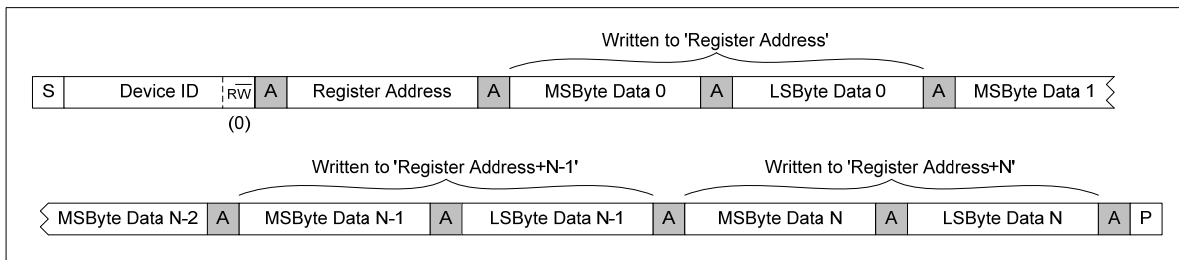 Written to 'Register Address'
S Device ID RW A Register Address A MSByte Data 0 A LSByte Data 0 A MSByte Data 1
(0)
Written to 'Register Address+N-1' Written to 'Register Address+N'
MSByte Data N-2 A MSByte Data N-1 A LSByte Data N-1 A MSByte Data N A LSByte Data N A P